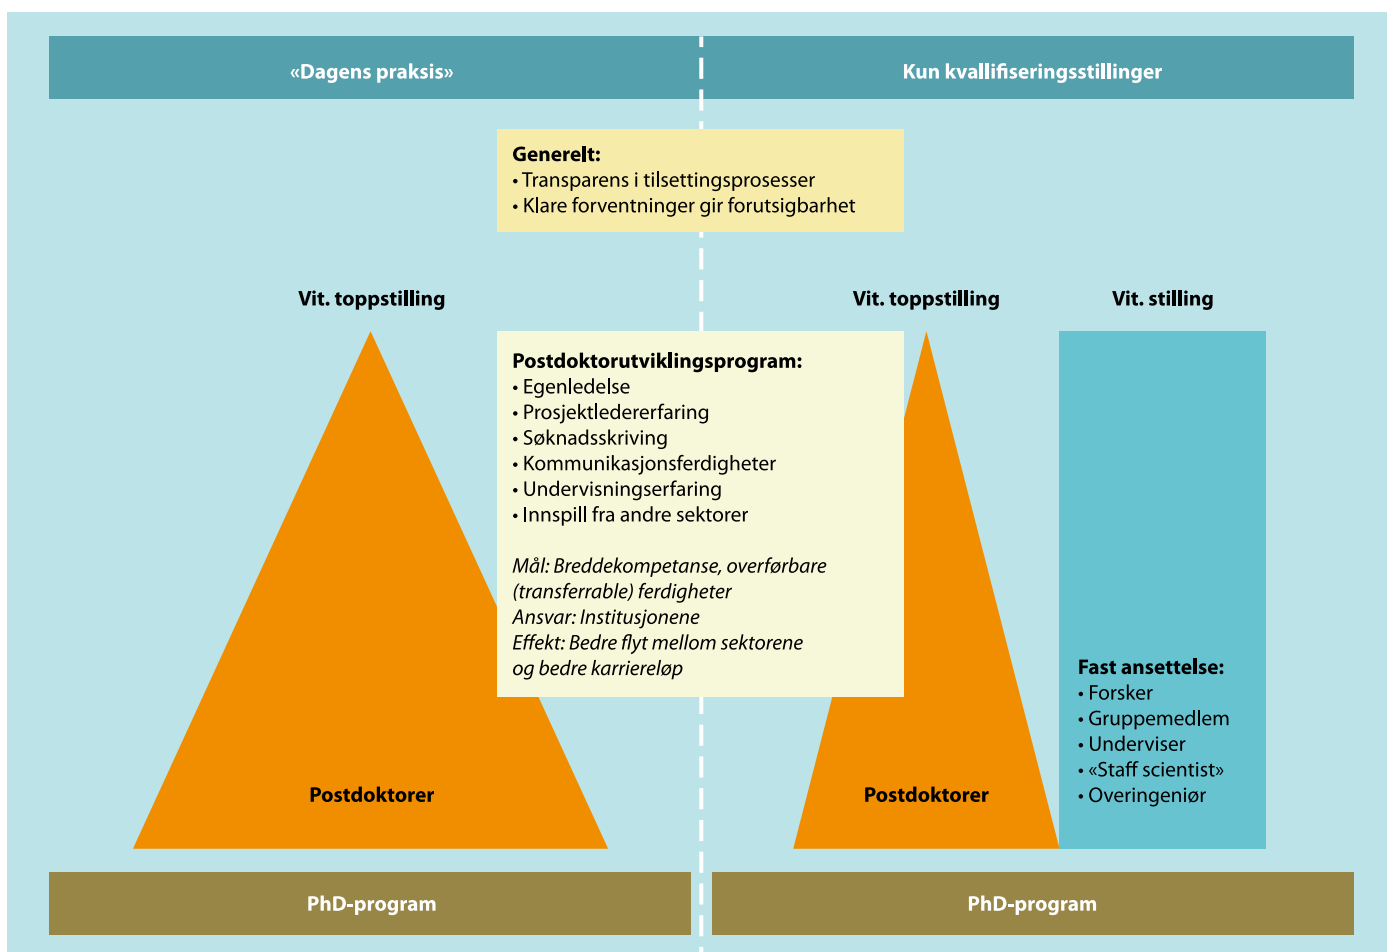 «Dagens praksis»
Kun kvallifiseringsstillinger
Generelt:
• Transparens i tilsettingsprosesser
• Klare forventninger gir forutsigbarhet
Vit. toppstilling
Vit. toppstilling
Vit. stilling
Postdoktorutviklingsprogram:
• Egenledelse
• Prosjektledererfaring
• Søknadsskriving
• Kommunikasjonsferdigheter
• Undervisningserfaring
• Innspill fra andre sektorer
Mål: Breddekompetanse, overførbare
(transferrable) ferdigheter
Ansvar: Institusjonene
Effekt: Bedre flyt mellom sektorene
og bedre karriereløp
Fast ansettelse:
• Forsker
• Gruppemedlem
• Underviser
• «Staff scientist»
• Overingeniør
Postdoktorer
Postdoktorer
PhD-program
PhD-program